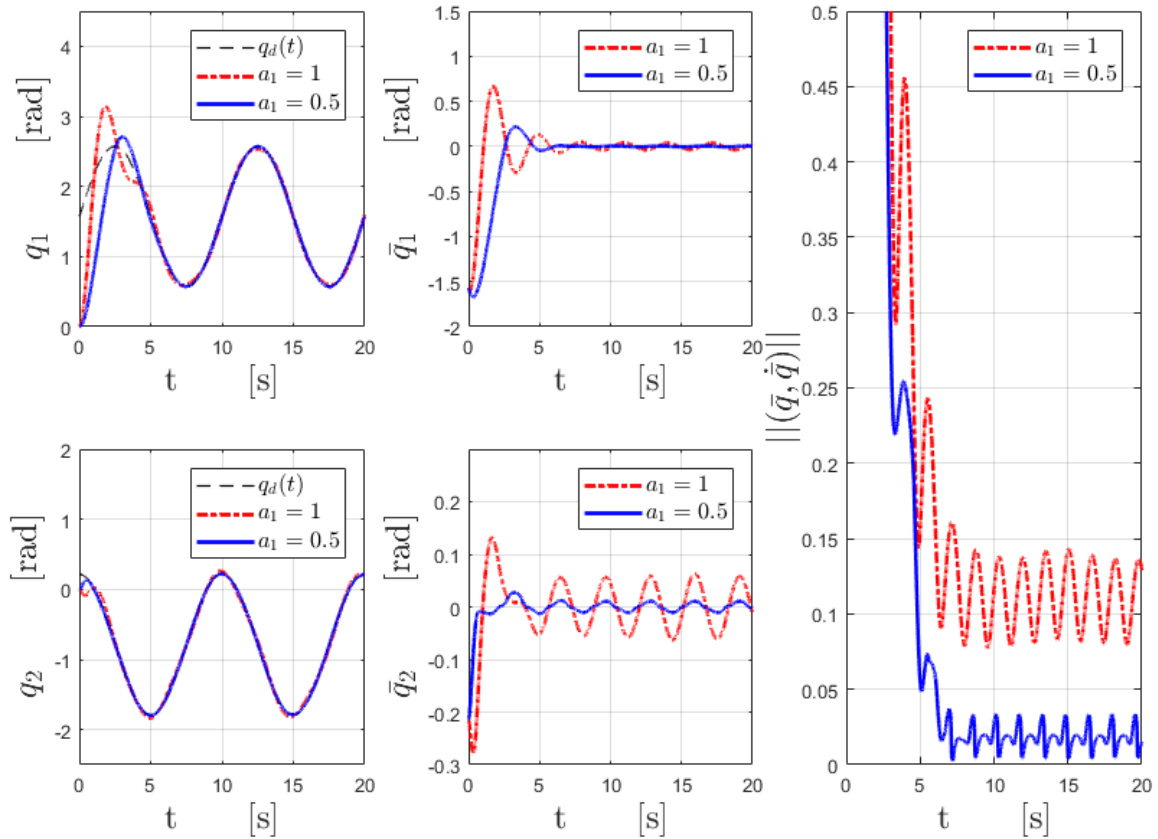 q_d(t)
a_1 = 1
a_1 = 0.5
q_1 [rad]
4
3
2
1
0
0 5 10 15 20
t [s]
a_1 = 1
a_1 = 0.5
q̄_1 [rad]
1.5
1
0.5
0
-0.5
-1
-1.5
-2
0 5 10 15 20
t [s]
q_d(t)
a_1 = 1
a_1 = 0.5
q_2 [rad]
2
1
0
-1
-2
0 5 10 15 20
t [s]
a_1 = 1
a_1 = 0.5
q̄_2 [rad]
0.2
0.1
0
-0.1
-0.2
-0.3
0 5 10 15 20
t [s]
a_1 = 1
a_1 = 0.5
||(q̄, q̄̇)||
0.5
0.45
0.4
0.35
0.3
0.25
0.2
0.15
0.1
0.05
0
0 5 10 15 20
t [s]